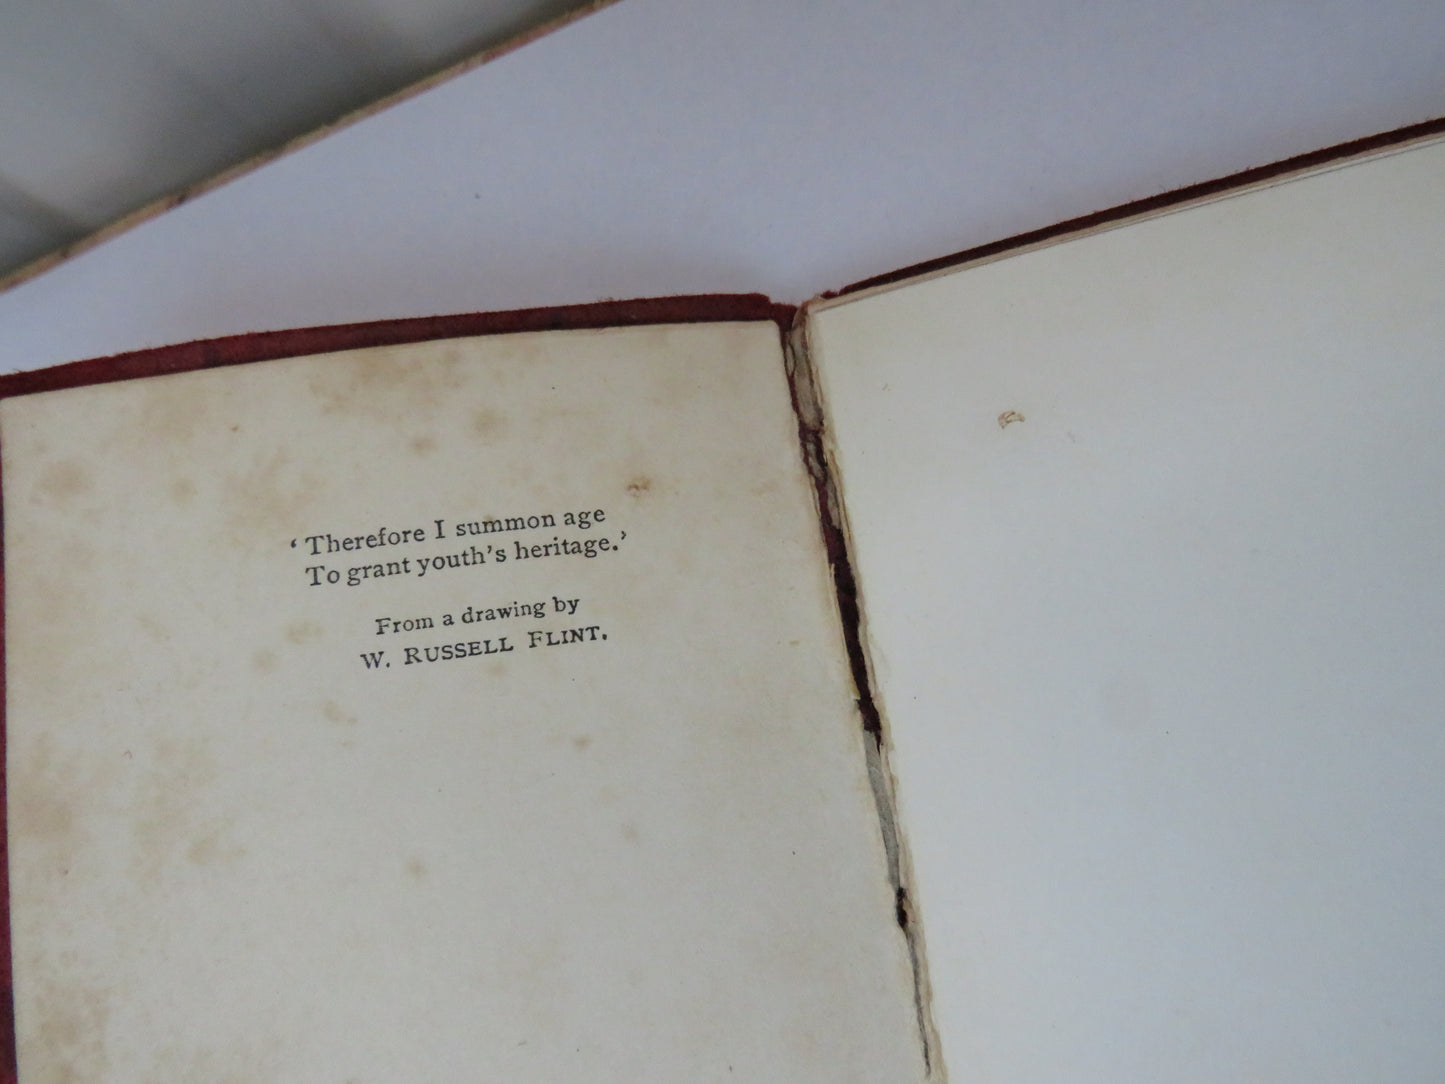 ‘Therefore I summon age
To grant youth’s heritage.’
From a drawing by
W. RUSSELL FLINT.